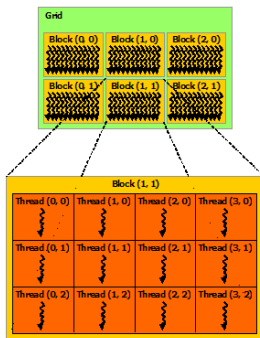 Grid
Block (0, 0) Block (1, 0) Block (2, 0)
Block (0, 1) Block (1, 1) Block (2, 1)
Block (1, 1)
Thread (0, 0) Thread (1, 0) Thread (2, 0) Thread (3, 0)
Thread (0, 1) Thread (1, 1) Thread (2, 1) Thread (3, 1)
Thread (0, 2) Thread (1, 2) Thread (2, 2) Thread (3, 2)